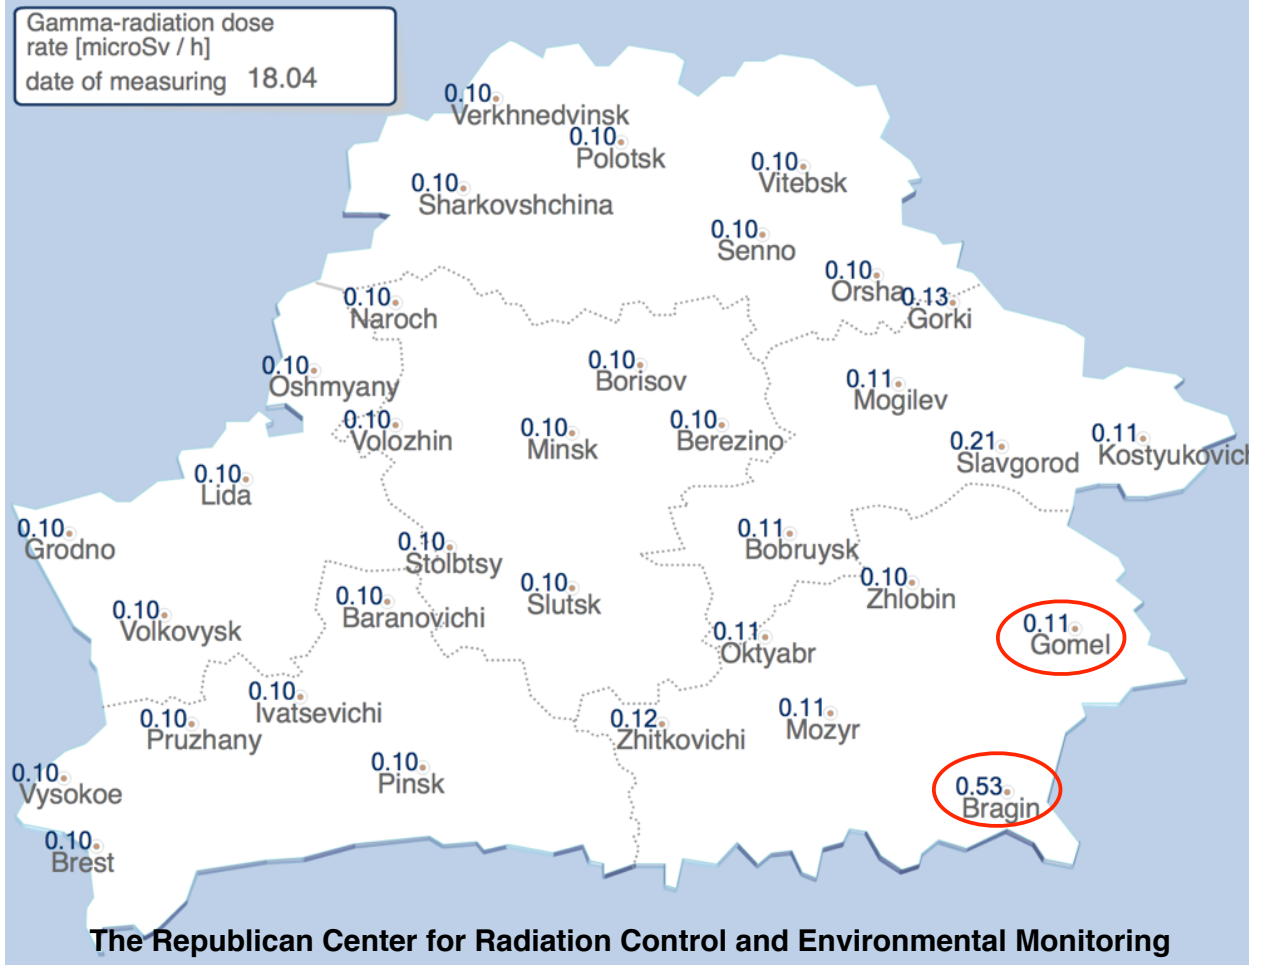 Gamma-radiation dose
rate [microSv / h]
date of measuring 18.04
0.10
Verkhnedvinsk
0.10
Polotsk
0.10
Vitebsk
0.10
Sharkovshchina
0.10
Senno
0.10
Orsha
0.13
Gorki
0.10
Naroch
0.10
Oshmyany
0.10
Borisov
0.11
Mogilev
0.10
Volozhin
0.10
Minsk
0.10
Berezino
0.21
Slavgorod
0.11
Kostyukovich
0.10
Lida
0.10
Grodno
0.10
Stolbtsy
0.11
Bobruysk
0.10
Slutsk
0.10
Zhlobin
0.10
Baranovichi
0.10
Volkovysk
0.11
Oktyabr
0.11
Gomel
0.10
Ivatsevichi
0.10
Pruzhany
0.12
Zhitkovichi
0.11
Mozyr
0.10
Pinsk
0.10
Vysokoe
0.53
Bragin
0.10
Brest
The Republican Center for Radiation Control and Environmental Monitoring